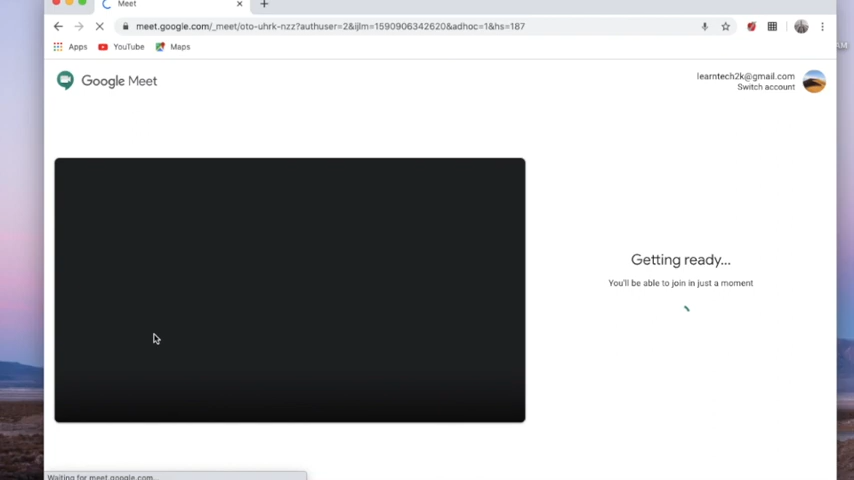 Meet
meet.google.com/_meet/oto-uhrk-nzz?authuser=2&ijlm=1590906342620&adhoc=1&hs=187
Apps YouTube Maps
AM
Google Meet
learntech2k@gmail.com
Switch account
Getting ready...
You'll be able to join in just a moment
Waiting for meet.google.com...